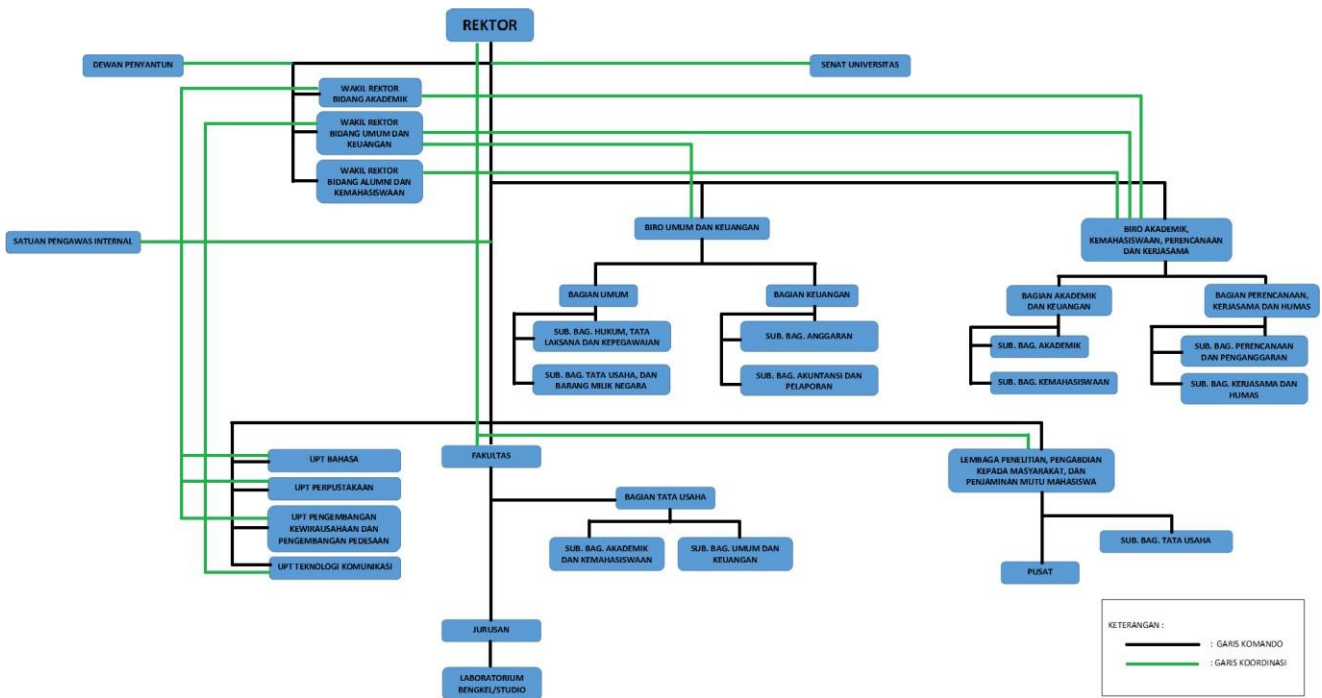 REKTOR
DEWAN PENYANTUN
SENAT UNIVERSITAS
WAKIL REKTOR
BIDANG AKADEMIK
WAKIL REKTOR
BIDANG UMUM DAN
KEUANGAN
WAKIL REKTOR
BIDANG ALUMNI DAN
KEMAHASISWAAN
SATUAN PENGAWAS INTERNAL
BIRO UMUM DAN KEUANGAN
BIRO AKADEMIK,
KEMAHASISWAAN, PERENCANAAN
DAN KERJASAMA
BAGIAN UMUM
BAGIAN KEUANGAN
BAGIAN AKADEMIK
DAN KEUANGAN
BAGIAN PERENCANAAN,
KERJASAMA DAN HUMAS
SUB. BAG. HUKUM, TATA
LAKSANA DAN KEPEGAWAIAN
SUB. BAG. ANGGARAN
SUB. BAG. AKADEMIK
SUB. BAG. PERENCANAAN
DAN PENGANGGARAN
SUB. BAG. TATA USAHA, DAN
BARANG MILIK NEGARA
SUB. BAG. AKUNTANSI DAN
PELAPORAN
SUB. BAG. KEMAHASISWAAN
SUB. BAG. KERJASAMA DAN
HUMAS
UPT BAHASA
UPT PERPUSTAKAAN
UPT PENGEMBANGAN
KEWIRAUSAHAAN DAN
PENGEMBANGAN PEDESAAN
UPT TEKNOLOGI KOMUNIKASI
FAKULTAS
BAGIAN TATA USAHA
SUB. BAG. AKADEMIK
DAN KEMAHASISWAAN
SUB. BAG. UMUM DAN
KEUANGAN
LEMBAGA PENELITIAN, PENGABDIAN
KEPADA MASYARAKAT, DAN
PENJAMINAN MUTU MAHASISWA
SUB. BAG. TATA USAHA
PUSAT
JURUSAN
LABORATORIUM
BENGKEL/STUDIO
KETERANGAN :
: GARIS KOMANDO
: GARIS KOORDINASI